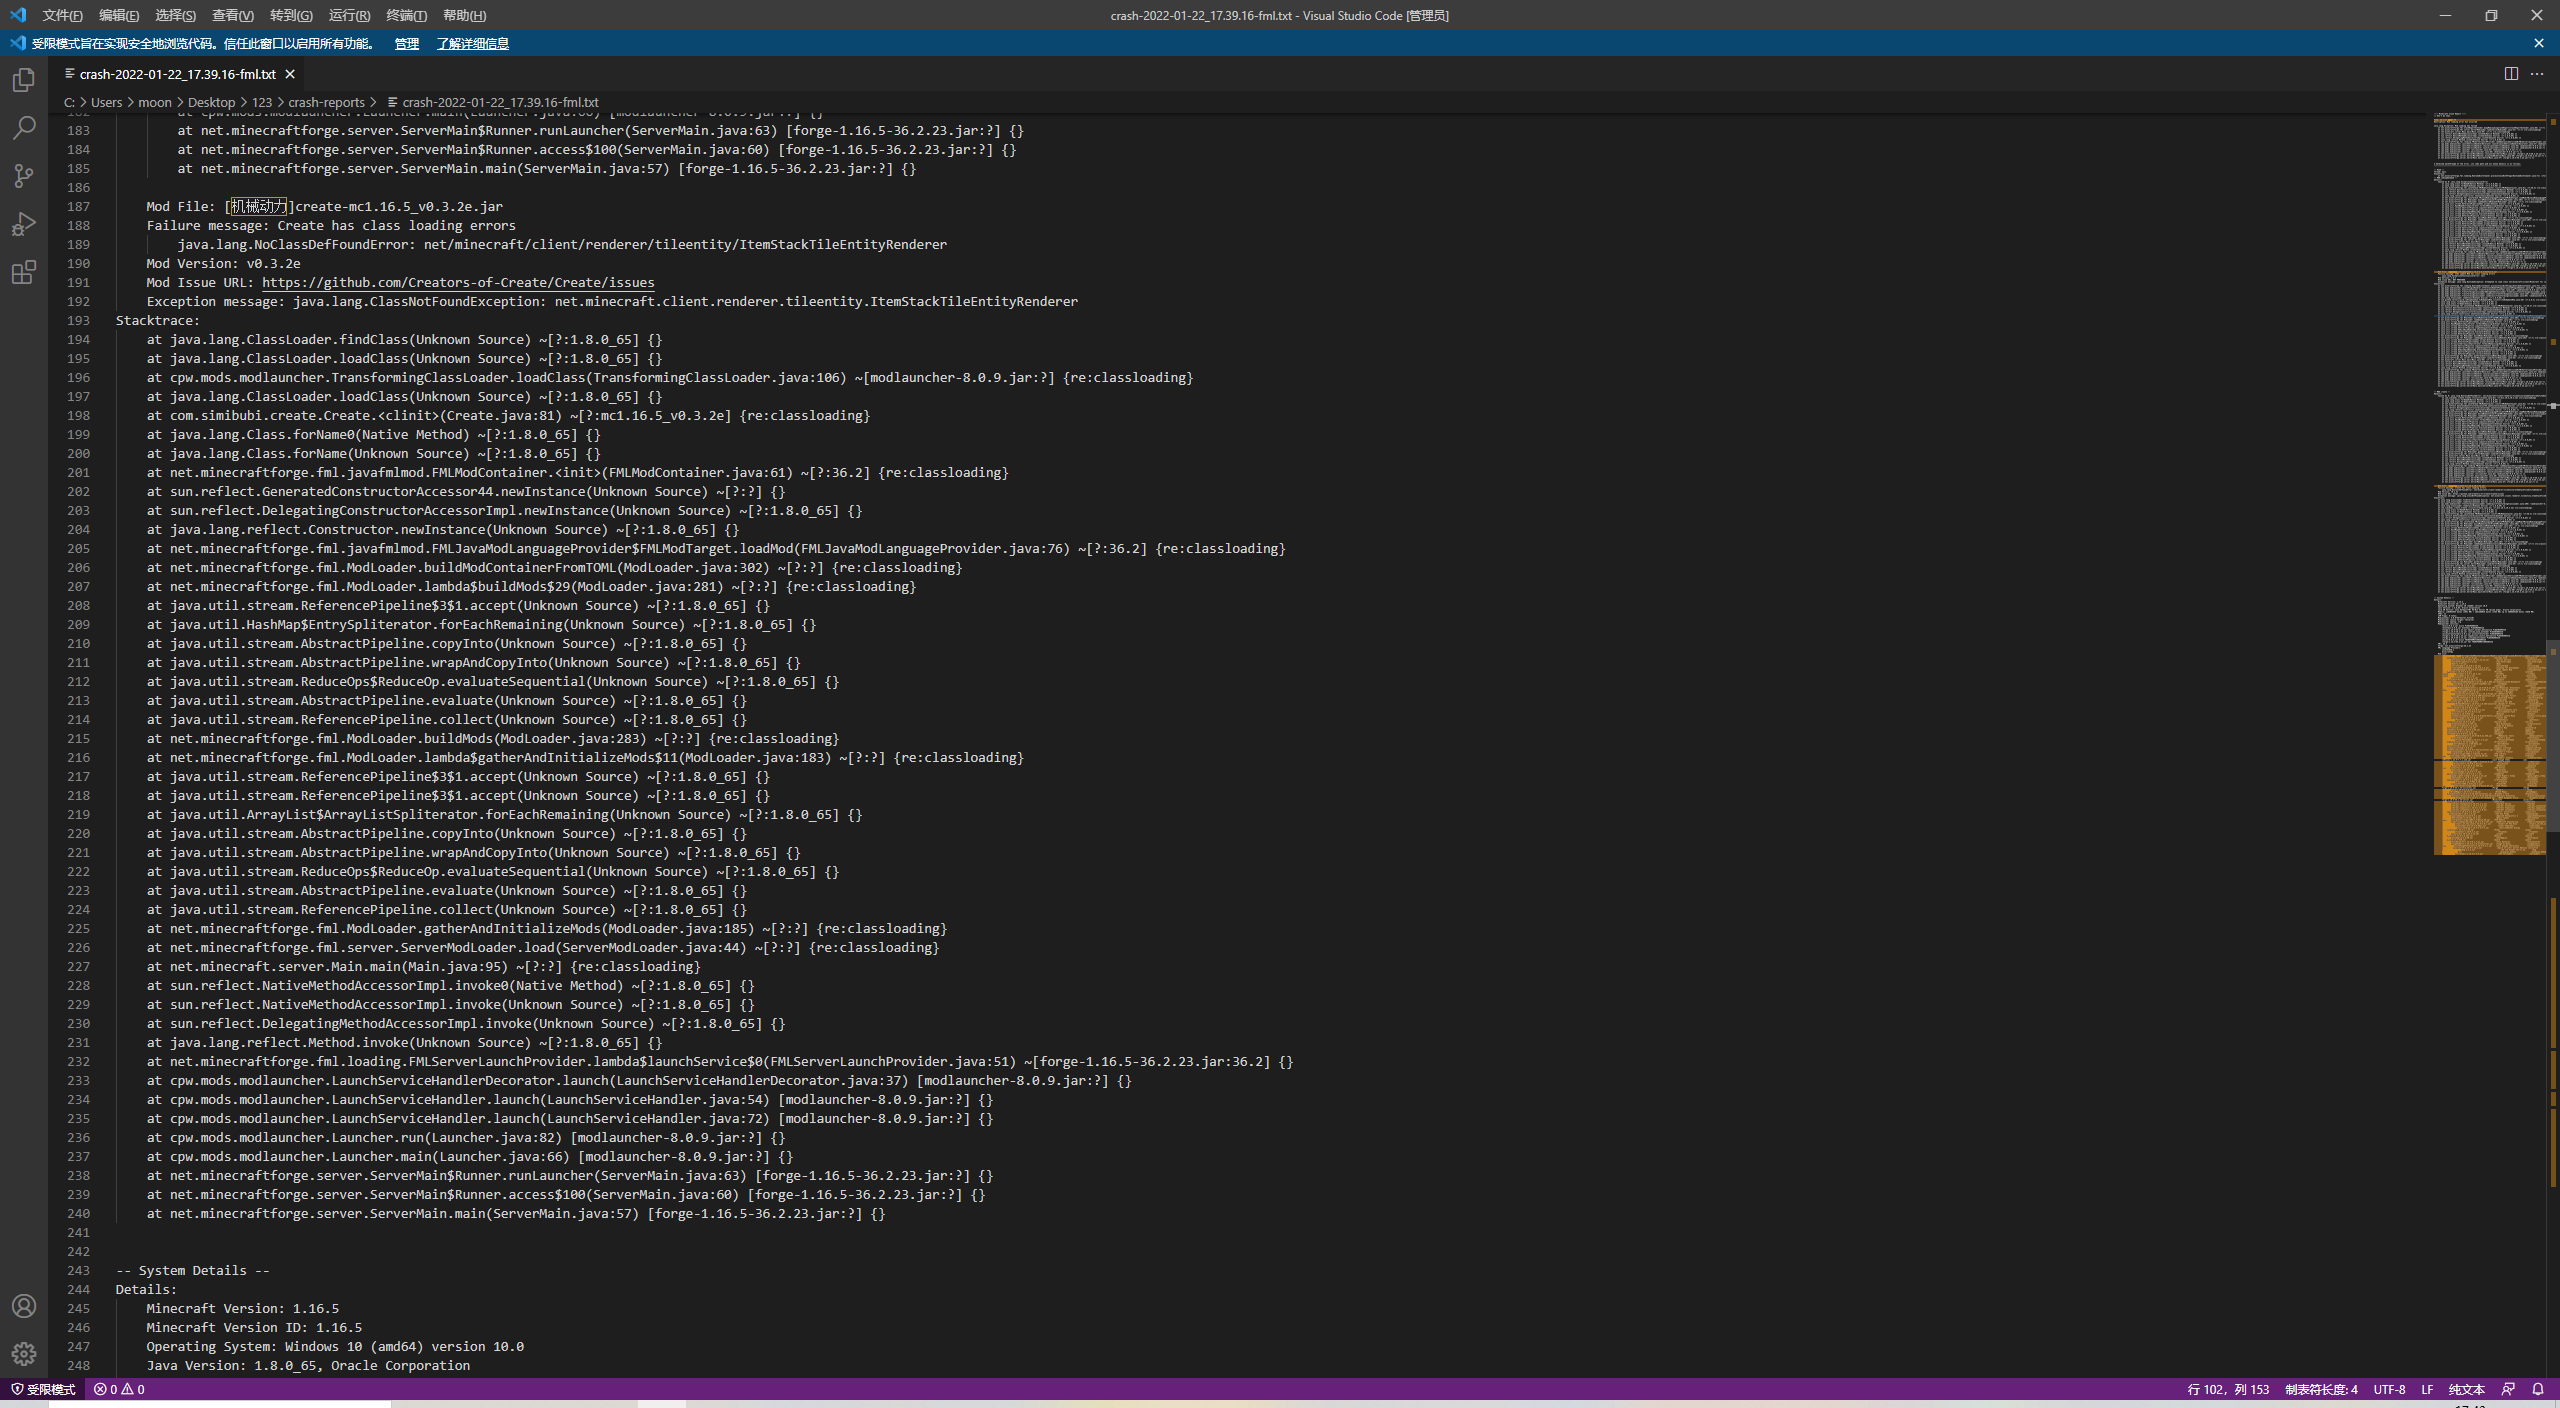 文件(F) 编辑(E) 选择(S) 查看(V) 转到(G) 运行(R) 终端(T) 帮助(H) crash-2022-01-22_17.39.16-fml.txt - Visual Studio Code [管理员]
受限模式旨在实现安全地浏览代码。信任此窗口以启用所有功能。 管理 了解详细信息
crash-2022-01-22_17.39.16-fml.txt
C: > Users > moon > Desktop > 123 > crash-reports > crash-2022-01-22_17.39.16-fml.txt
182 at cpw.mods.modlauncher.Launcher.main(Launcher.java:66) [modlauncher-8.0.9.jar:?] {}
183 at net.minecraftforge.server.ServerMain$Runner.runLauncher(ServerMain.java:63) [forge-1.16.5-36.2.23.jar:?] {}
184 at net.minecraftforge.server.ServerMain$Runner.access$100(ServerMain.java:60) [forge-1.16.5-36.2.23.jar:?] {}
185 at net.minecraftforge.server.ServerMain.main(ServerMain.java:57) [forge-1.16.5-36.2.23.jar:?] {}
186
187 Mod File: [机械动力]create-mc1.16.5_v0.3.2e.jar
188 Failure message: Create has class loading errors
189 java.lang.NoClassDefFoundError: net/minecraft/client/renderer/tileentity/ItemStackTileEntityRenderer
190 Mod Version: v0.3.2e
191 Mod Issue URL: https://github.com/Creators-of-Create/Create/issues
192 Exception message: java.lang.ClassNotFoundException: net.minecraft.client.renderer.tileentity.ItemStackTileEntityRenderer
193 Stacktrace:
194 at java.lang.ClassLoader.findClass(Unknown Source) ~[?:1.8.0_65] {}
195 at java.lang.ClassLoader.loadClass(Unknown Source) ~[?:1.8.0_65] {}
196 at cpw.mods.modlauncher.TransformingClassLoader.loadClass(TransformingClassLoader.java:106) ~[modlauncher-8.0.9.jar:?] {re:classloading}
197 at java.lang.ClassLoader.loadClass(Unknown Source) ~[?:1.8.0_65] {}
198 at com.simibubi.create.Create.<clinit>(Create.java:81) ~[?:mc1.16.5_v0.3.2e] {re:classloading}
199 at java.lang.Class.forName0(Native Method) ~[?:1.8.0_65] {}
200 at java.lang.Class.forName(Unknown Source) ~[?:1.8.0_65] {}
201 at net.minecraftforge.fml.javafmlmod.FMLModContainer.<init>(FMLModContainer.java:61) ~[?:36.2] {re:classloading}
202 at sun.reflect.GeneratedConstructorAccessor44.newInstance(Unknown Source) ~[?:?] {}
203 at sun.reflect.DelegatingConstructorAccessorImpl.newInstance(Unknown Source) ~[?:1.8.0_65] {}
204 at java.lang.reflect.Constructor.newInstance(Unknown Source) ~[?:1.8.0_65] {}
205 at net.minecraftforge.fml.javafmlmod.FMLJavaModLanguageProvider$FMLModTarget.loadMod(FMLJavaModLanguageProvider.java:76) ~[?:36.2] {re:classloading}
206 at net.minecraftforge.fml.ModLoader.buildModContainerFromTOML(ModLoader.java:302) ~[?:?] {re:classloading}
207 at net.minecraftforge.fml.ModLoader.lambda$buildMods$29(ModLoader.java:281) ~[?:?] {re:classloading}
208 at java.util.stream.ReferencePipeline$3$1.accept(Unknown Source) ~[?:1.8.0_65] {}
209 at java.util.HashMap$EntrySpliterator.forEachRemaining(Unknown Source) ~[?:1.8.0_65] {}
210 at java.util.stream.AbstractPipeline.copyInto(Unknown Source) ~[?:1.8.0_65] {}
211 at java.util.stream.AbstractPipeline.wrapAndCopyInto(Unknown Source) ~[?:1.8.0_65] {}
212 at java.util.stream.ReduceOps$ReduceOp.evaluateSequential(Unknown Source) ~[?:1.8.0_65] {}
213 at java.util.stream.AbstractPipeline.evaluate(Unknown Source) ~[?:1.8.0_65] {}
214 at java.util.stream.ReferencePipeline.collect(Unknown Source) ~[?:1.8.0_65] {}
215 at net.minecraftforge.fml.ModLoader.buildMods(ModLoader.java:283) ~[?:?] {re:classloading}
216 at net.minecraftforge.fml.ModLoader.lambda$gatherAndInitializeMods$11(ModLoader.java:183) ~[?:?] {re:classloading}
217 at java.util.stream.ReferencePipeline$3$1.accept(Unknown Source) ~[?:1.8.0_65] {}
218 at java.util.stream.ReferencePipeline$3$1.accept(Unknown Source) ~[?:1.8.0_65] {}
219 at java.util.ArrayList$ArrayListSpliterator.forEachRemaining(Unknown Source) ~[?:1.8.0_65] {}
220 at java.util.stream.AbstractPipeline.copyInto(Unknown Source) ~[?:1.8.0_65] {}
221 at java.util.stream.AbstractPipeline.wrapAndCopyInto(Unknown Source) ~[?:1.8.0_65] {}
222 at java.util.stream.ReduceOps$ReduceOp.evaluateSequential(Unknown Source) ~[?:1.8.0_65] {}
223 at java.util.stream.AbstractPipeline.evaluate(Unknown Source) ~[?:1.8.0_65] {}
224 at java.util.stream.ReferencePipeline.collect(Unknown Source) ~[?:1.8.0_65] {}
225 at net.minecraftforge.fml.ModLoader.gatherAndInitializeMods(ModLoader.java:185) ~[?:?] {re:classloading}
226 at net.minecraftforge.fml.server.ServerModLoader.load(ServerModLoader.java:44) ~[?:?] {re:classloading}
227 at net.minecraft.server.Main.main(Main.java:95) ~[?:?] {re:classloading}
228 at sun.reflect.NativeMethodAccessorImpl.invoke0(Native Method) ~[?:1.8.0_65] {}
229 at sun.reflect.NativeMethodAccessorImpl.invoke(Unknown Source) ~[?:1.8.0_65] {}
230 at sun.reflect.DelegatingMethodAccessorImpl.invoke(Unknown Source) ~[?:1.8.0_65] {}
231 at java.lang.reflect.Method.invoke(Unknown Source) ~[?:1.8.0_65] {}
232 at net.minecraftforge.fml.loading.FMLServerLaunchProvider.lambda$launchService$0(FMLServerLaunchProvider.java:51) ~[forge-1.16.5-36.2.23.jar:36.2] {}
233 at cpw.mods.modlauncher.LaunchServiceHandlerDecorator.launch(LaunchServiceHandlerDecorator.java:37) [modlauncher-8.0.9.jar:?] {}
234 at cpw.mods.modlauncher.LaunchServiceHandler.launch(LaunchServiceHandler.java:54) [modlauncher-8.0.9.jar:?] {}
235 at cpw.mods.modlauncher.LaunchServiceHandler.launch(LaunchServiceHandler.java:72) [modlauncher-8.0.9.jar:?] {}
236 at cpw.mods.modlauncher.Launcher.run(Launcher.java:82) [modlauncher-8.0.9.jar:?] {}
237 at cpw.mods.modlauncher.Launcher.main(Launcher.java:66) [modlauncher-8.0.9.jar:?] {}
238 at net.minecraftforge.server.ServerMain$Runner.runLauncher(ServerMain.java:63) [forge-1.16.5-36.2.23.jar:?] {}
239 at net.minecraftforge.server.ServerMain$Runner.access$100(ServerMain.java:60) [forge-1.16.5-36.2.23.jar:?] {}
240 at net.minecraftforge.server.ServerMain.main(ServerMain.java:57) [forge-1.16.5-36.2.23.jar:?] {}
241
242
243 -- System Details --
244 Details:
245 Minecraft Version: 1.16.5
246 Minecraft Version ID: 1.16.5
247 Operating System: Windows 10 (amd64) version 10.0
248 Java Version: 1.8.0_65, Oracle Corporation
受限模式 0 0 行 102，列 153 制表符长度: 4 UTF-8 LF 纯文本